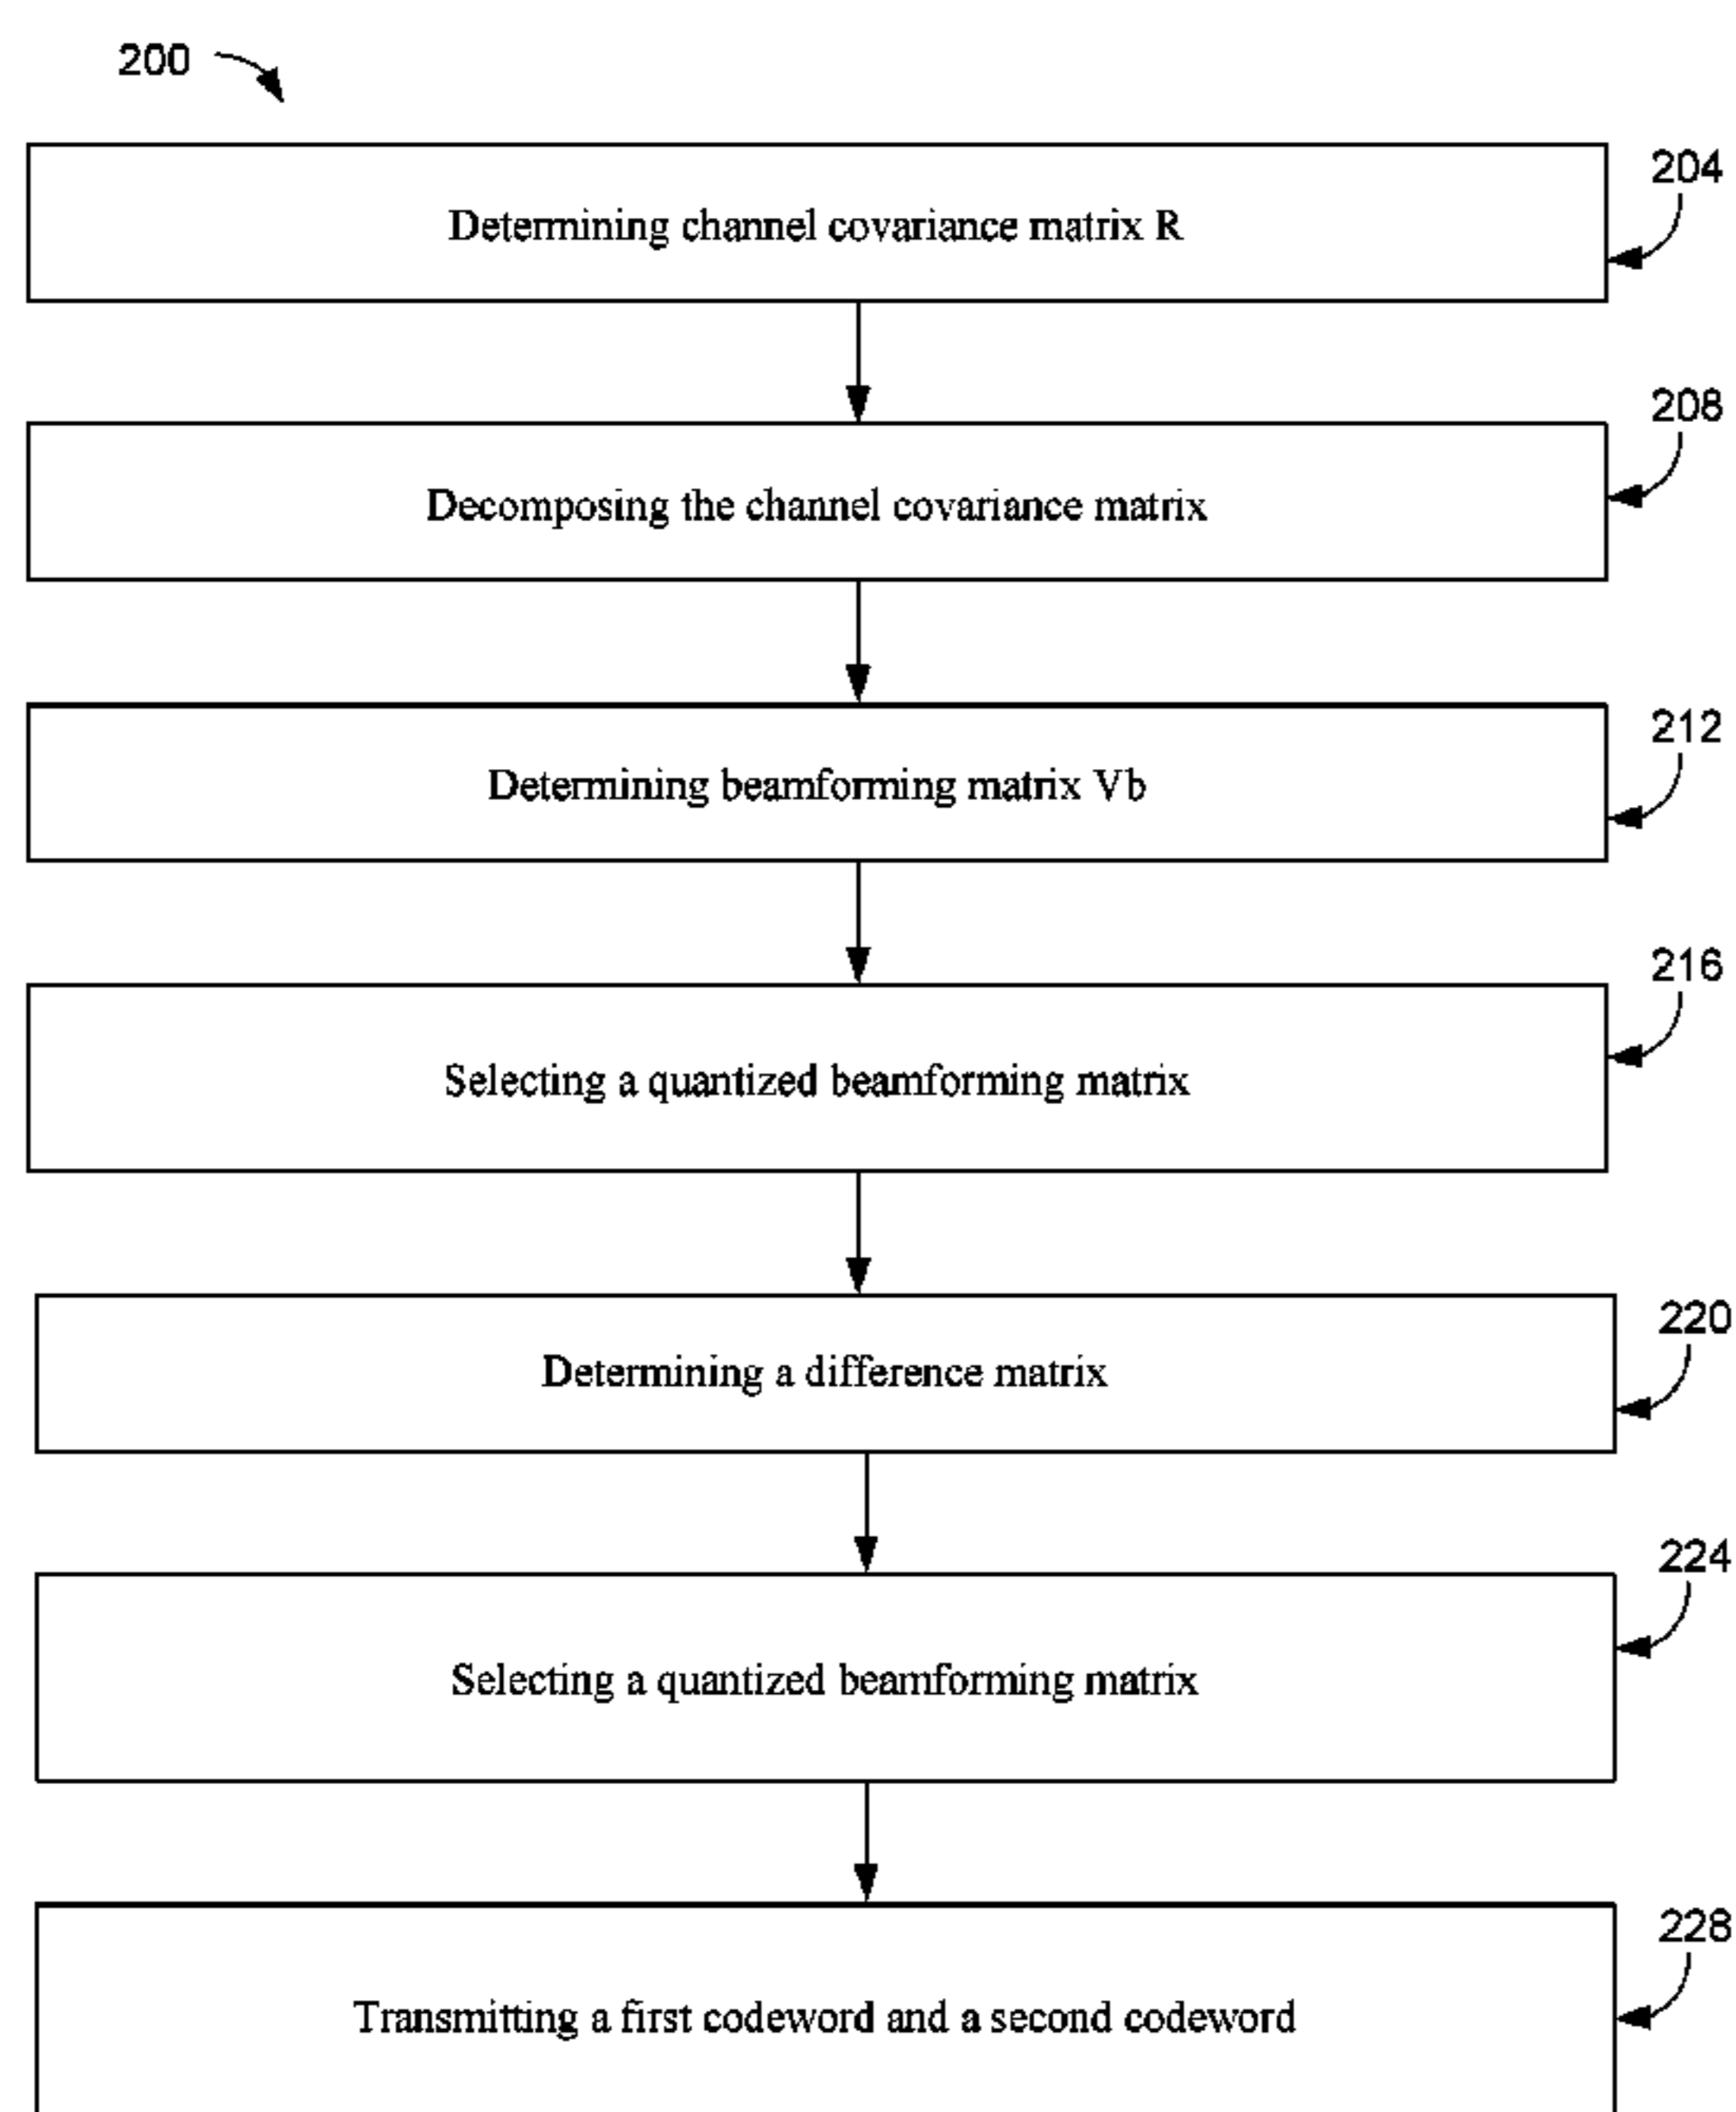 200
204
Determining channel covariance matrix R
208
Decomposing the channel covariance matrix
212
Determining beamforming matrix Vb
216
Selecting a quantized beamforming matrix
220
Determining a difference matrix
224
Selecting a quantized beamforming matrix
228
Transmitting a first codeword and a second codeword